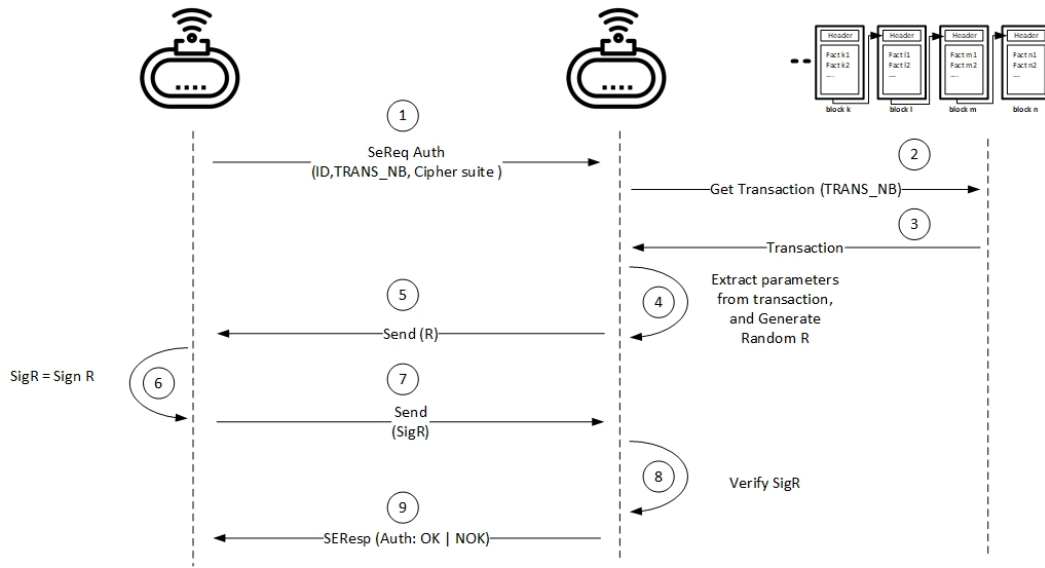 Header
Header
Header
Header
Fact k1
Fact l1
Fact m1
Fact n1
Fact k2
Fact l2
Fact m2
Fact n2
....
....
....
....
block k
block l
block m
block n
1
SeReq Auth
(ID,TRANS_NB, Cipher suite )
2
Get Transaction (TRANS_NB)
3
Transaction
4
Extract parameters
from transaction,
and Generate
Random R
5
Send (R)
6
SigR = Sign R
7
Send
(SigR)
8
Verify SigR
9
SEResp (Auth: OK | NOK)